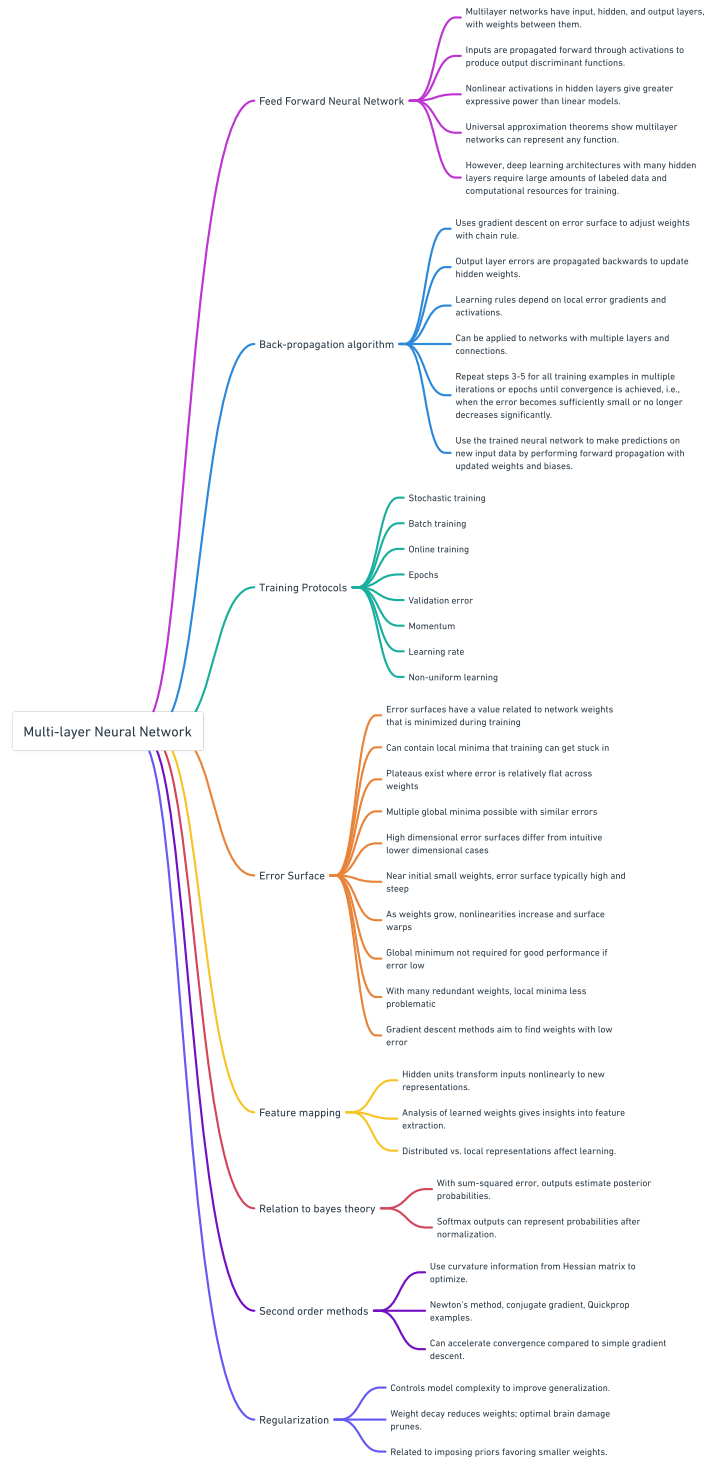 Multi-layer Neural Network
Feed Forward Neural Network
Multilayer networks have input, hidden, and output layers,
with weights between them.
Inputs are propagated forward through activations to
produce output discriminant functions.
Nonlinear activations in hidden layers give greater
expressive power than linear models.
Universal approximation theorems show multilayer
networks can represent any function.
However, deep learning architectures with many hidden
layers require large amounts of labeled data and
computational resources for training.
Back-propagation algorithm
Uses gradient descent on error surface to adjust weights
with chain rule.
Output layer errors are propagated backwards to update
hidden weights.
Learning rules depend on local error gradients and
activations.
Can be applied to networks with multiple layers and
connections.
Repeat steps 3-5 for all training examples in multiple
iterations or epochs until convergence is achieved, i.e.,
when the error becomes sufficiently small or no longer
decreases significantly.
Use the trained neural network to make predictions on
new input data by performing forward propagation with
updated weights and biases.
Training Protocols
Stochastic training
Batch training
Online training
Epochs
Validation error
Momentum
Learning rate
Non-uniform learning
Error Surface
Error surfaces have a value related to network weights
that is minimized during training
Can contain local minima that training can get stuck in
Plateaus exist where error is relatively flat across
weights
Multiple global minima possible with similar errors
High dimensional error surfaces differ from intuitive
lower dimensional cases
Near initial small weights, error surface typically high and
steep
As weights grow, nonlinearities increase and surface
warps
Global minimum not required for good performance if
error low
With many redundant weights, local minima less
problematic
Gradient descent methods aim to find weights with low
error
Feature mapping
Hidden units transform inputs nonlinearly to new
representations.
Analysis of learned weights gives insights into feature
extraction.
Distributed vs. local representations affect learning.
Relation to bayes theory
With sum-squared error, outputs estimate posterior
probabilities.
Softmax outputs can represent probabilities after
normalization.
Second order methods
Use curvature information from Hessian matrix to
optimize.
Newton's method, conjugate gradient, Quickprop
examples.
Can accelerate convergence compared to simple gradient
descent.
Regularization
Controls model complexity to improve generalization.
Weight decay reduces weights; optimal brain damage
prunes.
Related to imposing priors favoring smaller weights.